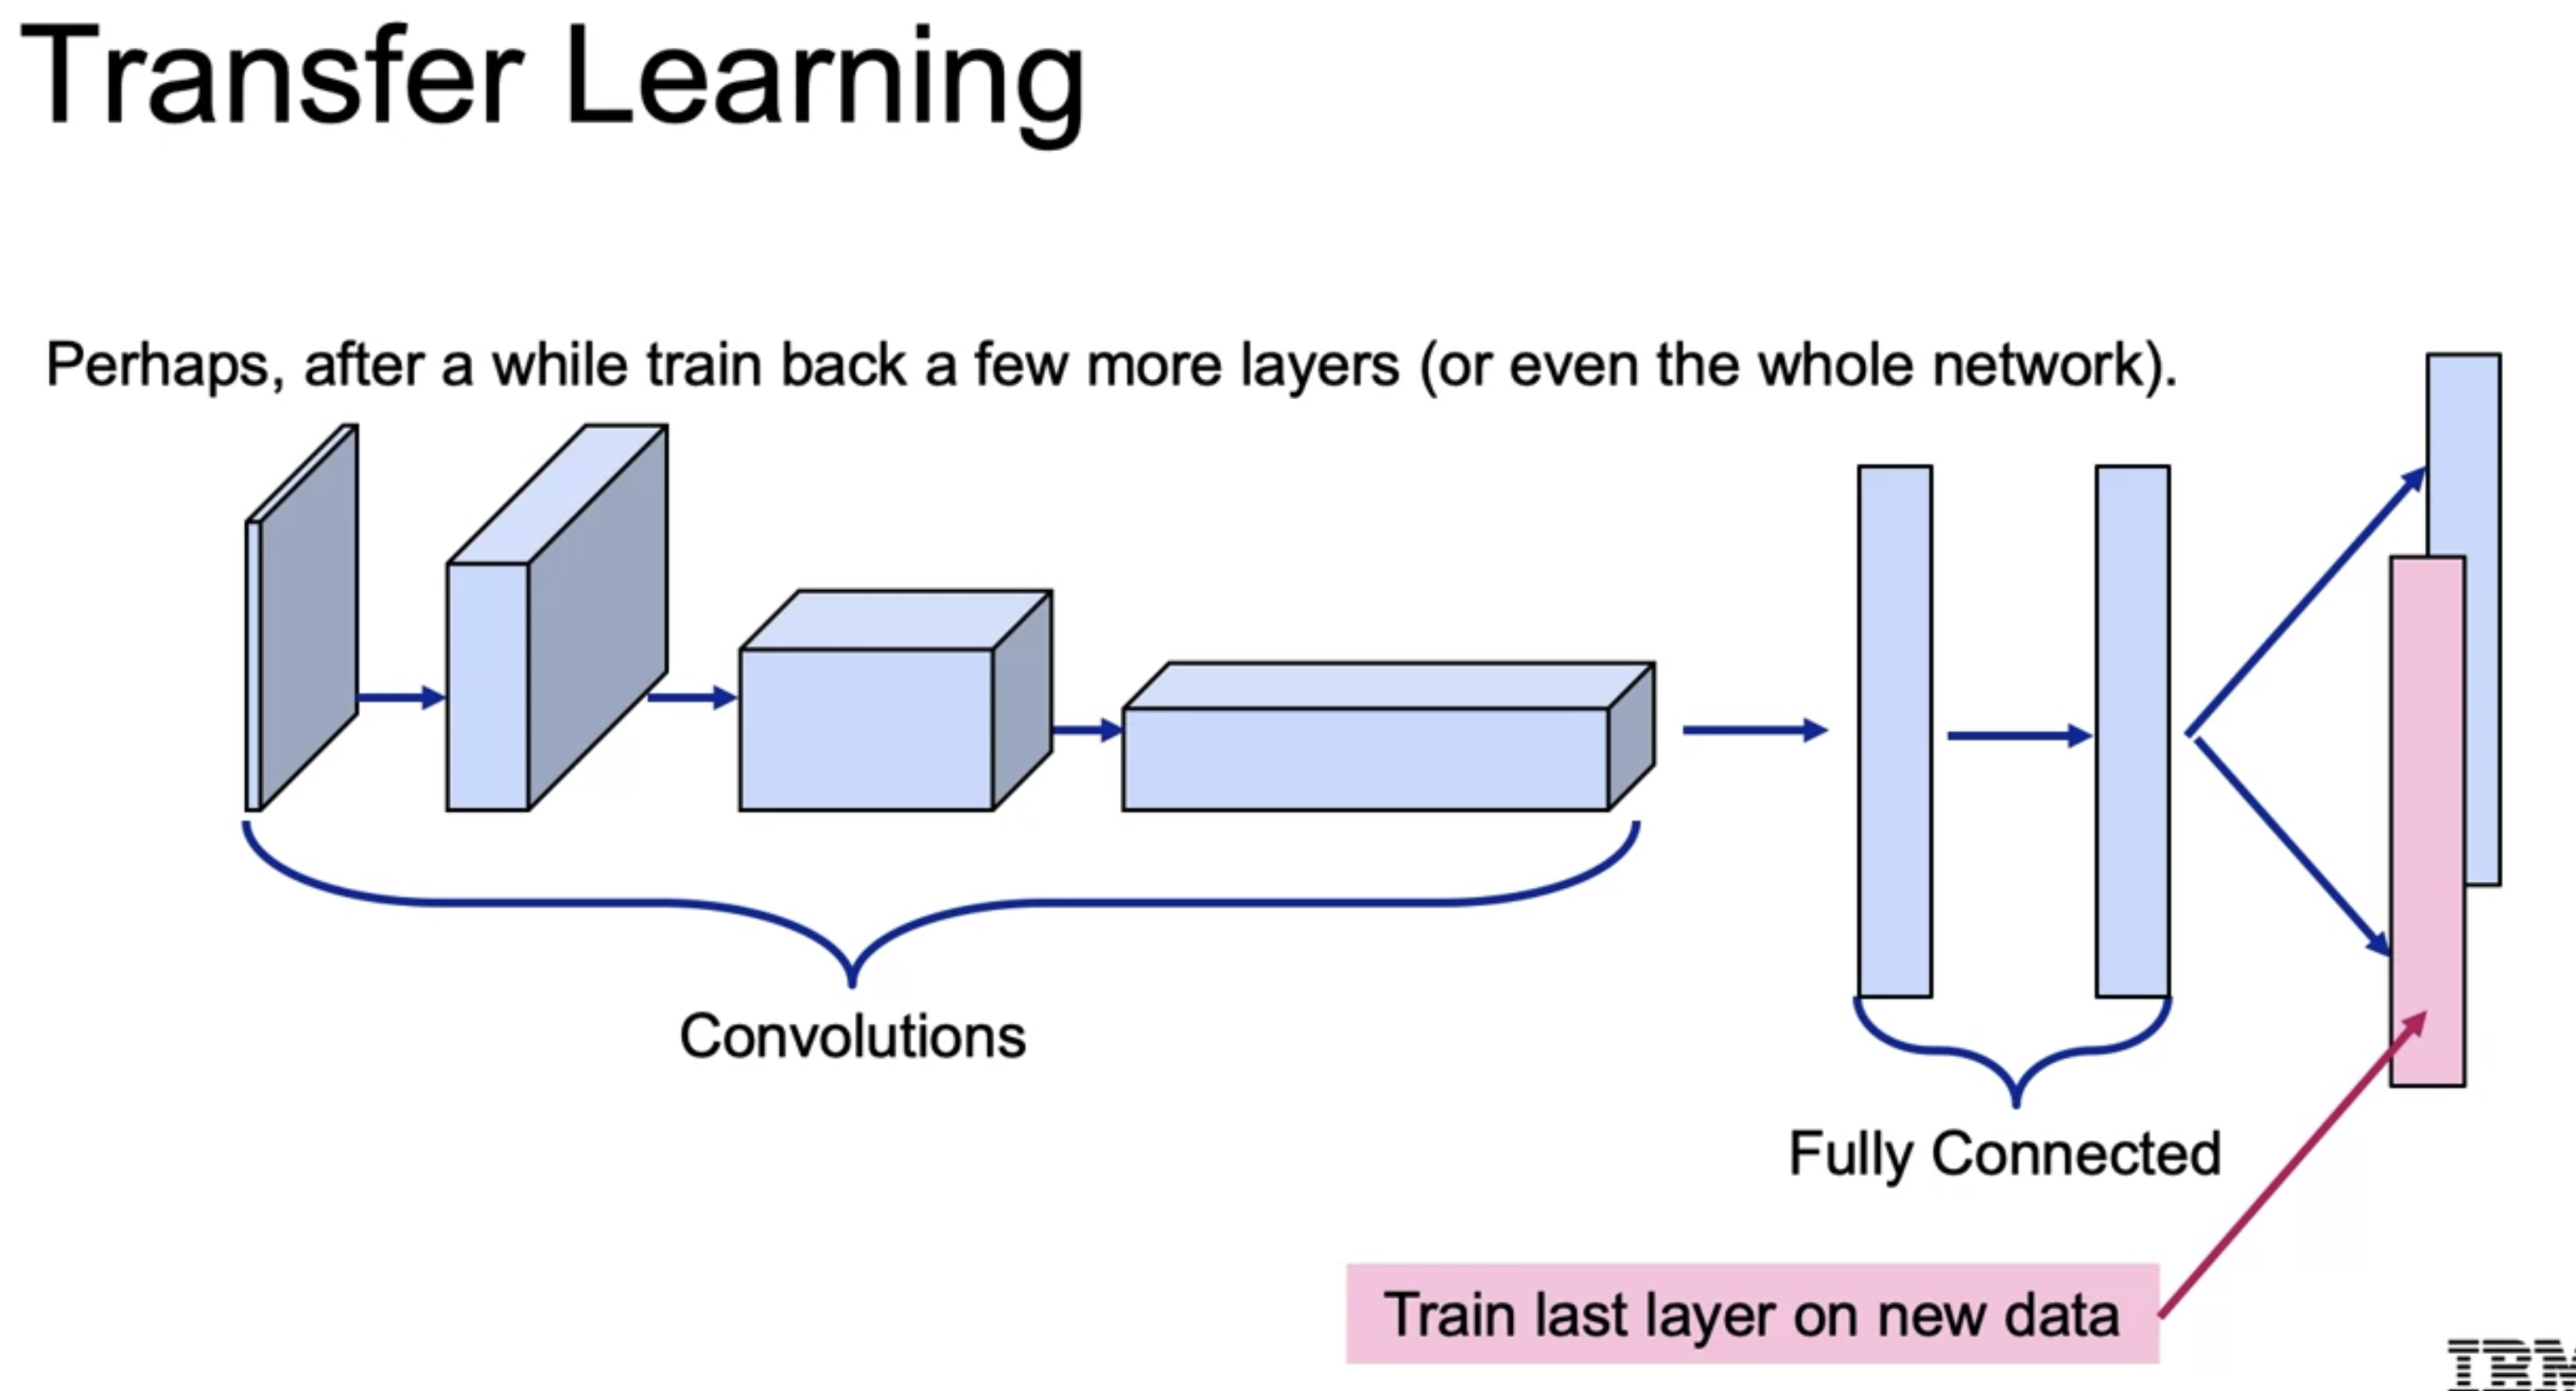 Transfer Learning
Perhaps, after a while train back a few more layers (or even the whole network).
Convolutions
Fully Connected
Train last layer on new data
IBM